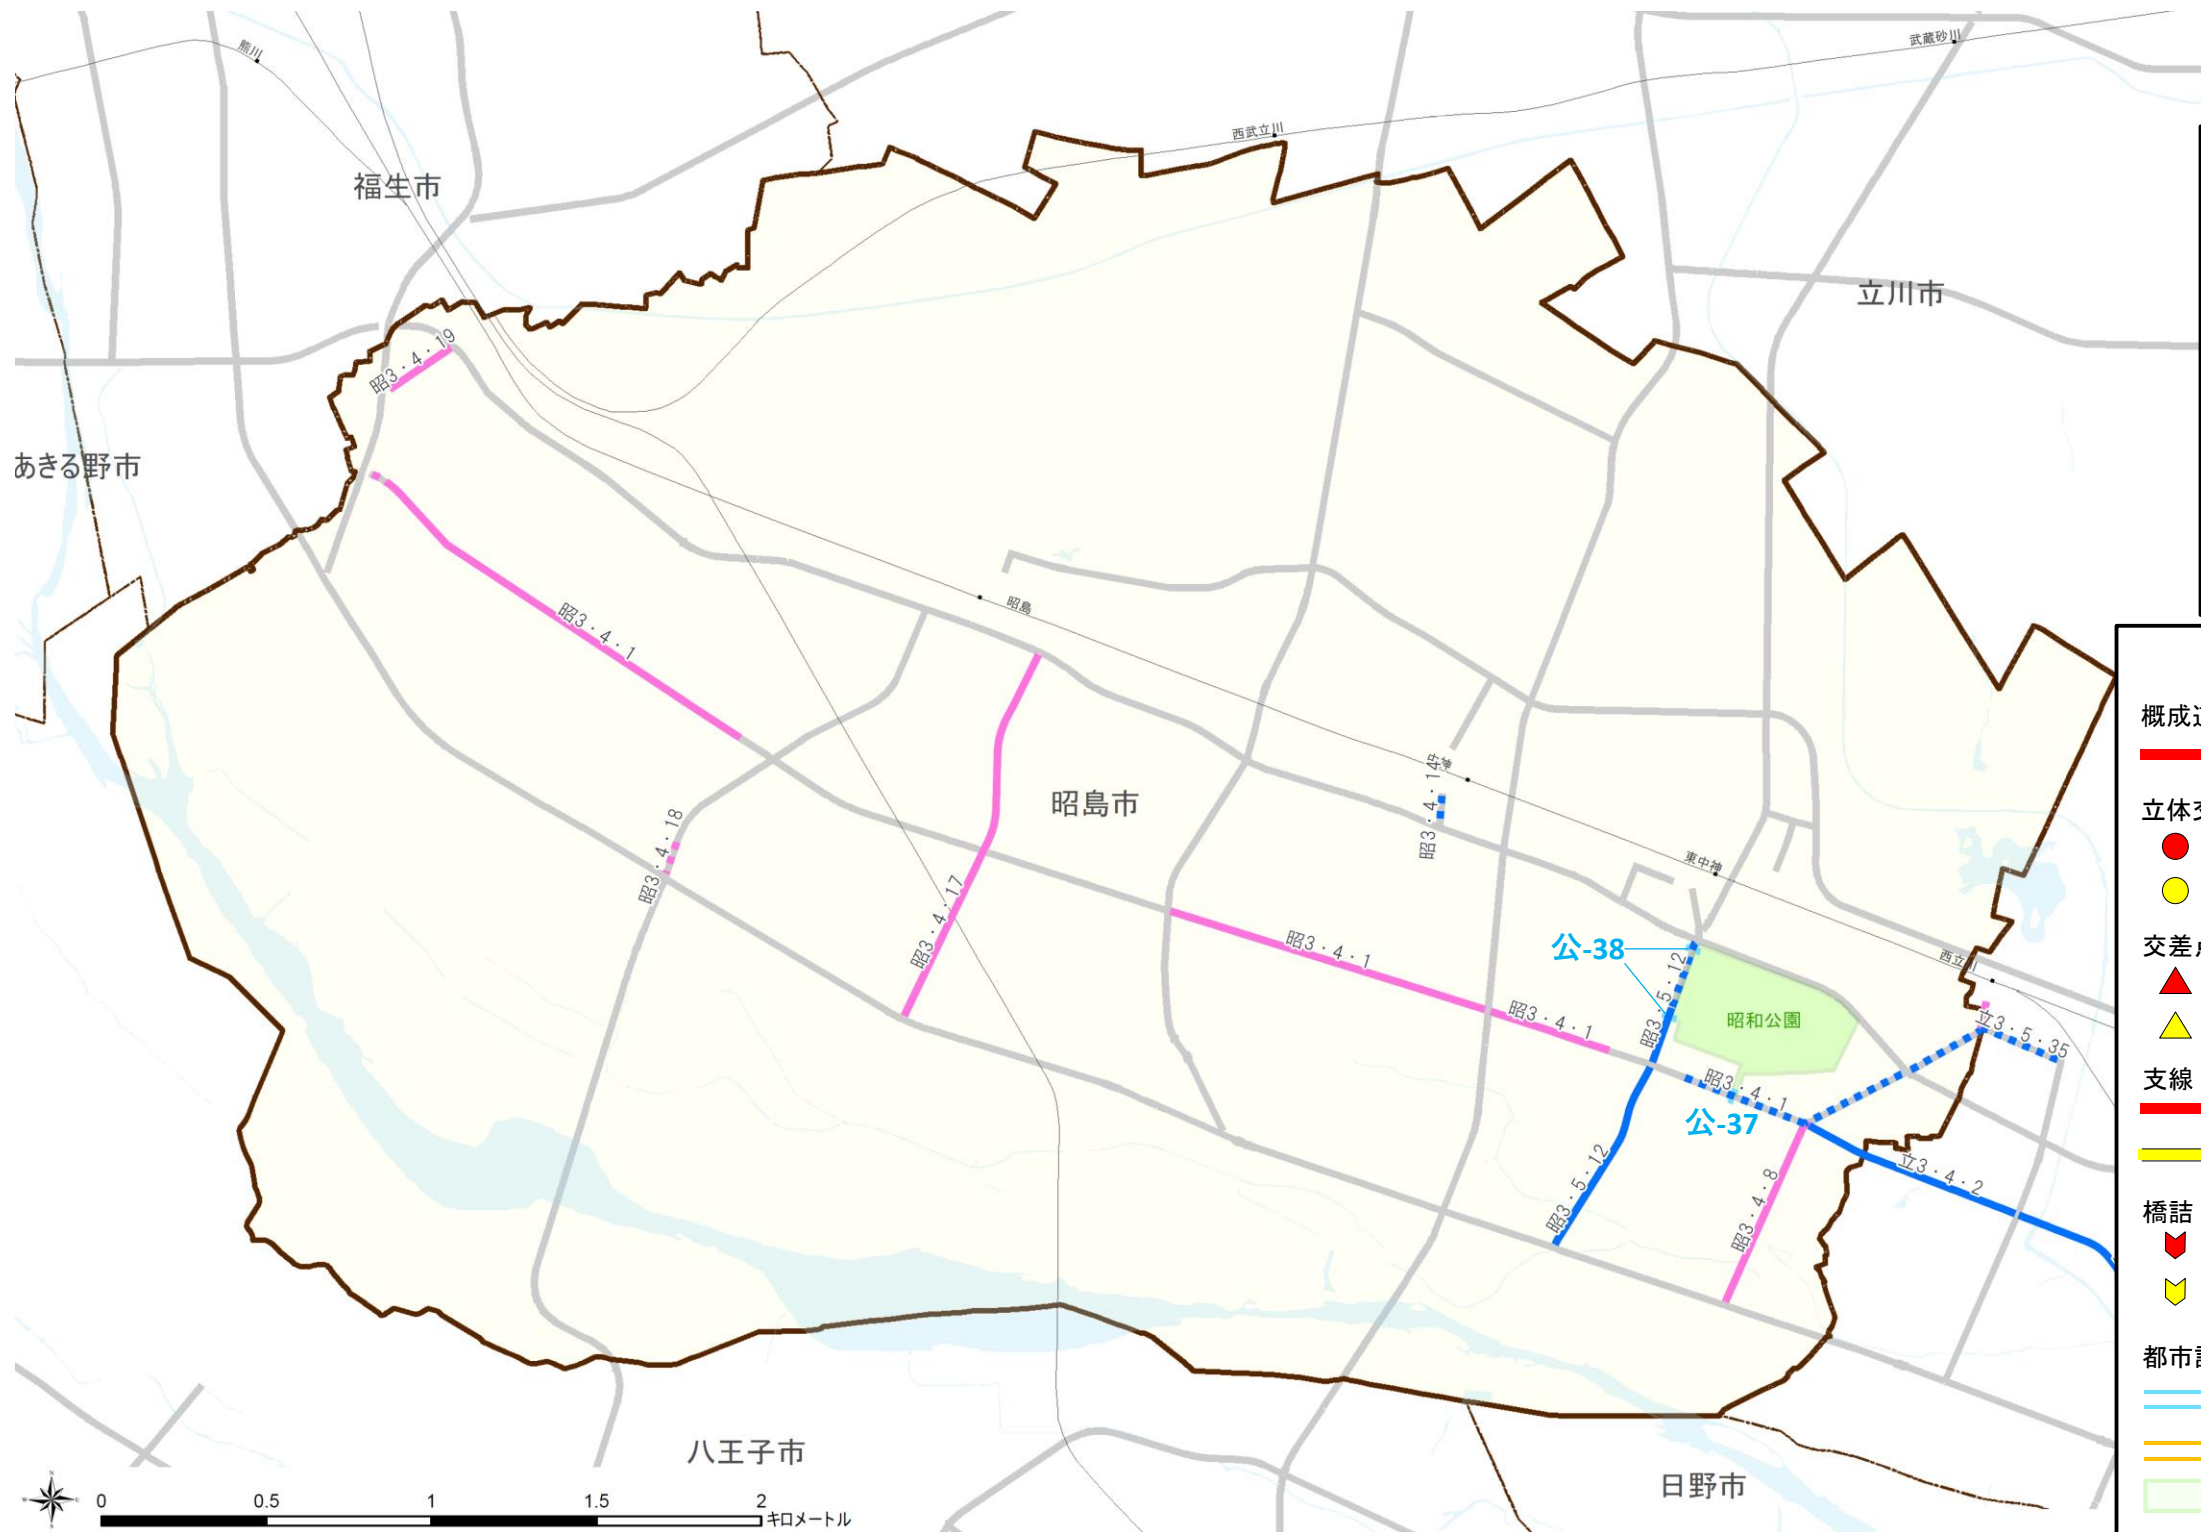 熊川
武蔵砂川
西武立川
福生市
立川市
昭3・4・19
あきる野市
昭島
昭3・4・1
昭3・4・18
昭3・4・17
昭島市
昭3・4・14
神
東中神
昭3・4・1
昭3・4・1
公-38
昭3・5・12
昭和公園
西立川
立3・5・35
昭3・4・1
公-37
昭3・5・12
昭3・4・8
立3・4・2
八王子市
日野市
0 0.5 1 1.5 2
キロメートル
概成
立体交
交差点
支線
橋詰
都市